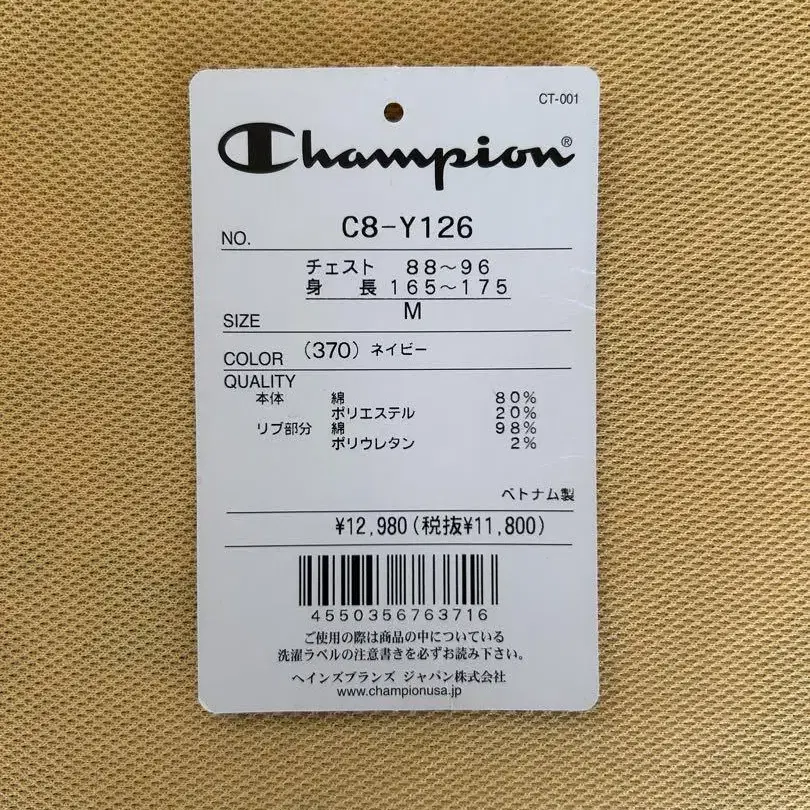 CT-001
Champion®
NO. C8-Y126
チェスト 88～96
身 長 165～175
SIZE M
COLOR (370) ネイビー
QUALITY
本体 綿 80%
ポリエステル 20%
リブ部分 綿 98%
ポリウレタン 2%
ベトナム製
¥12,980(税抜¥11,800)
4550356763716
ご使用の際は商品の中についている
洗濯ラベルの注意書きを必ずお読み下さい。
ヘインズブランズ ジャパン株式会社
www.championusa.jp